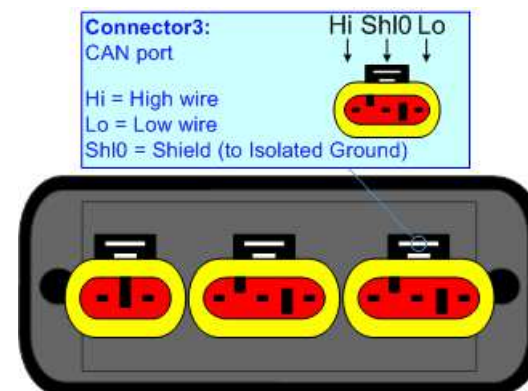 Connector3:
CAN port
Hi = High wire
Lo = Low wire
Shl0 = Shield (to Isolated Ground)
Hi Shl0 Lo